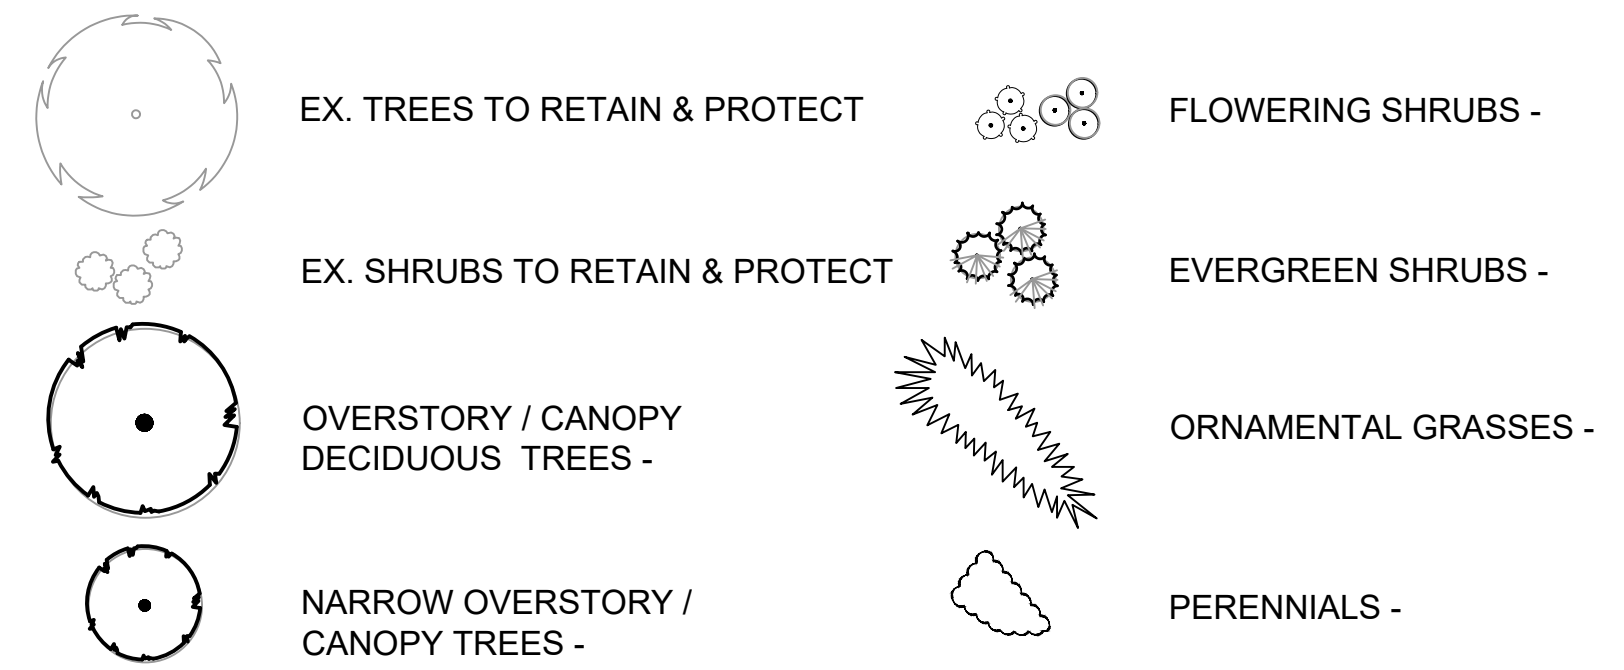 EX. TREES TO RETAIN & PROTECT
EX. SHRUBS TO RETAIN & PROTECT
OVERSTORY / CANOPY
DECIDUOUS  TREES -
NARROW OVERSTORY /
CANOPY TREES -
FLOWERING SHRUBS -
EVERGREEN SHRUBS -
ORNAMENTAL GRASSES -
PERENNIALS -